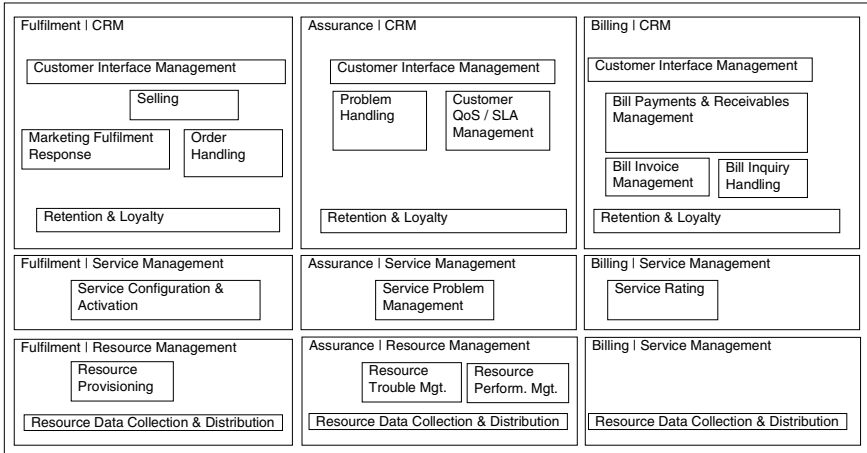 Fulfilment | CRM
Customer Interface Management
Selling
Marketing Fulfilment
Response
Order
Handling
Retention & Loyalty
Assurance | CRM
Customer Interface Management
Problem
Handling
Customer
QoS / SLA
Management
Retention & Loyalty
Billing | CRM
Customer Interface Management
Bill Payments & Receivables
Management
Bill Invoice
Management
Bill Inquiry
Handling
Retention & Loyalty
Fulfilment | Service Management
Service Configuration &
Activation
Assurance | Service Management
Service Problem
Management
Billing | Service Management
Service Rating
Fulfilment | Resource Management
Resource
Provisioning
Resource Data Collection & Distribution
Assurance | Resource Management
Resource
Trouble Mgt.
Resource
Perform. Mgt.
Resource Data Collection & Distribution
Billing | Service Management
Resource Data Collection & Distribution